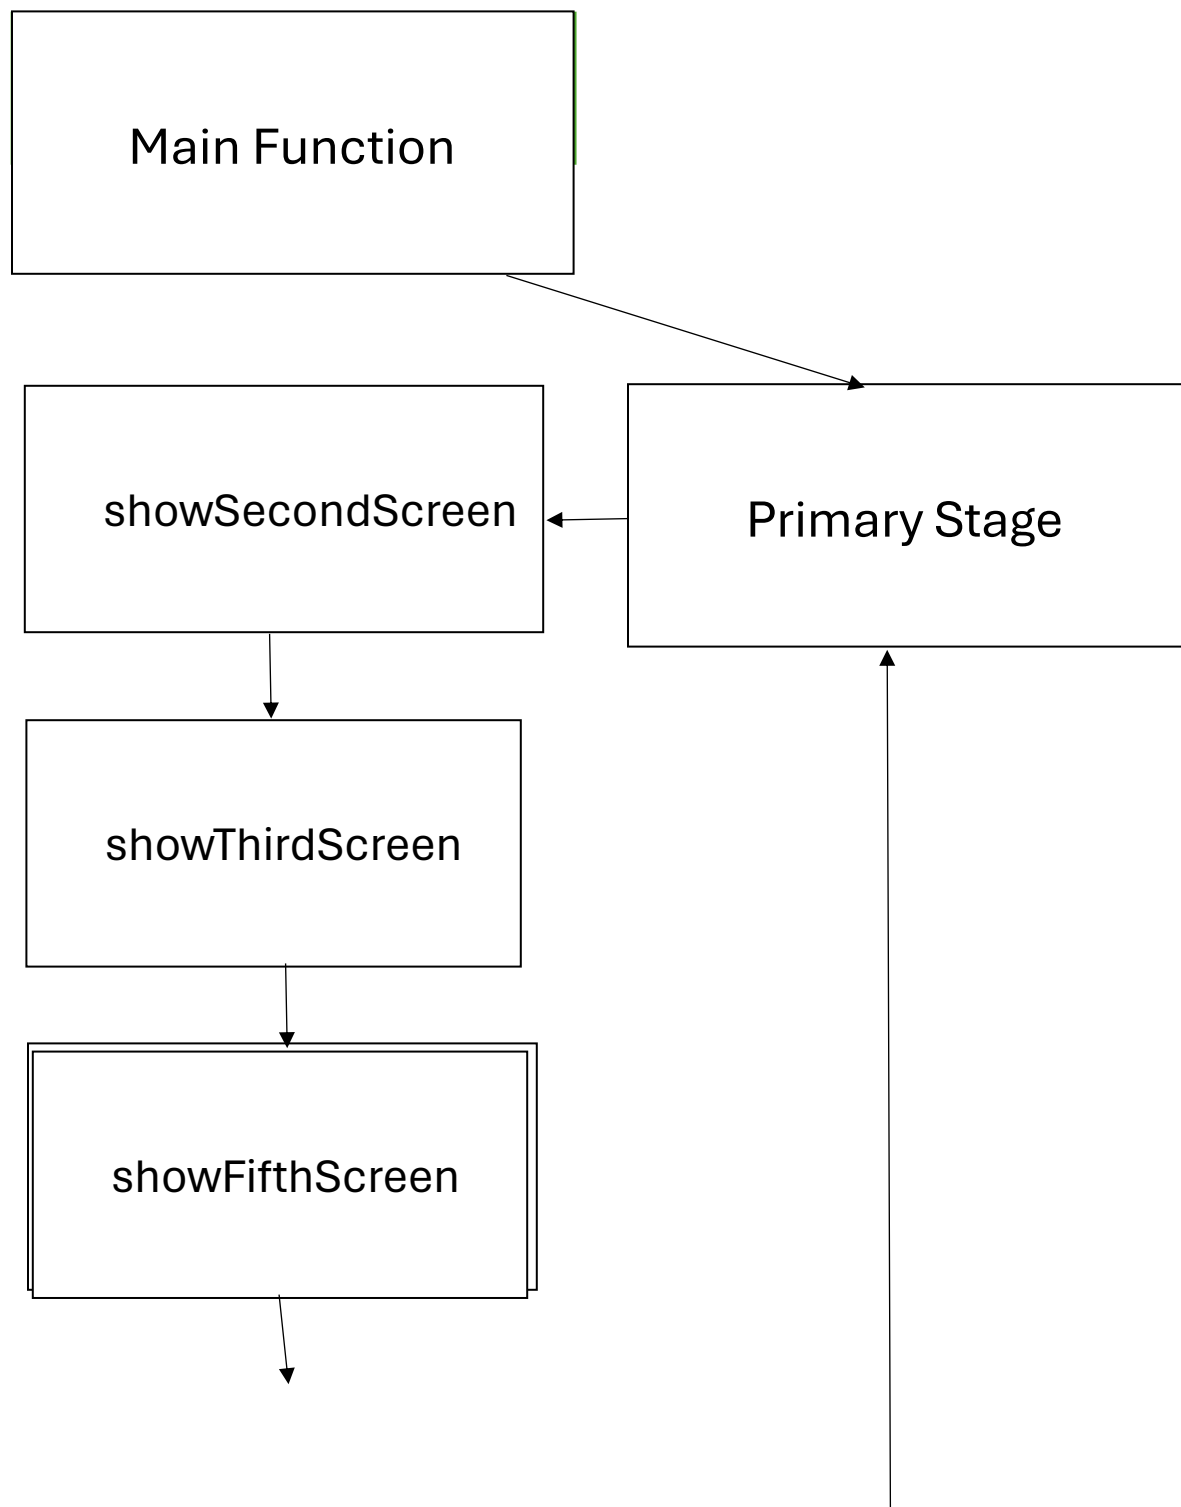 Main Function
showSecondScreen
Primary Stage
showThirdScreen
showFifthScreen